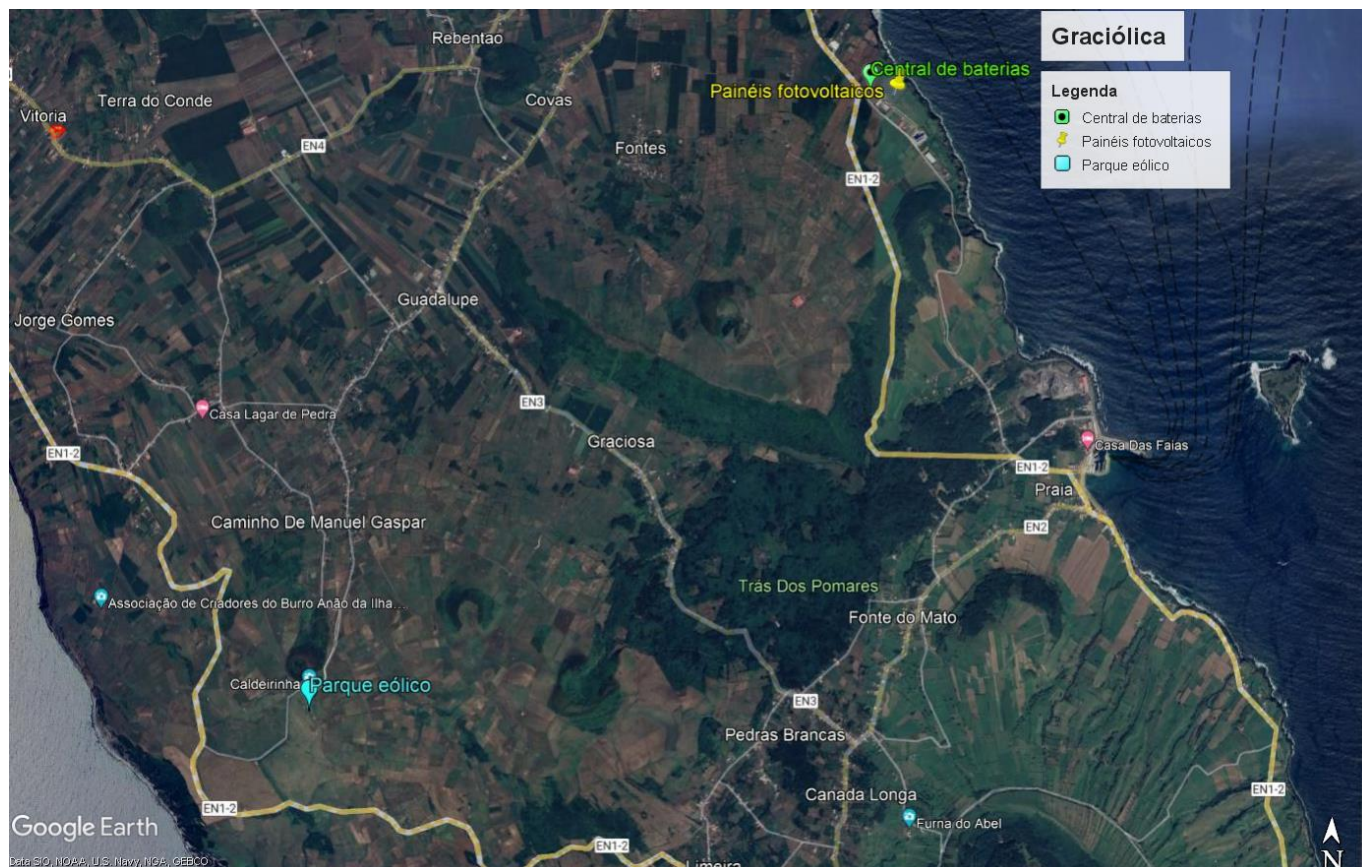 Graciólica
Legenda
Central de baterias
Painéis fotovoltaicos
Parque eólico
Rebentao
Central de baterias
Painéis fotovoltaicos
Terra do Conde
Covas
Vitoria
EN4
Fontes
EN1-2
Guadalupe
Jorge Gomes
EN3
Casa Lagar de Pedra
Graciosa
Casa Das Faias
EN1-2
EN1-2
Praia
Caminho De Manuel Gaspar
EN2
Trás Dos Pomares
Associação de Criadores do Burro Anão da Ilha...
Fonte do Mato
Caldeirinha
Parque eólico
EN3
Pedras Brancas
EN1-2
Canada Longa
EN1-2
Furna do Abel
Google Earth
EN1-2
Limeira
N
Data SIO, NOAA, U.S. Navy, NGA, GEBCO